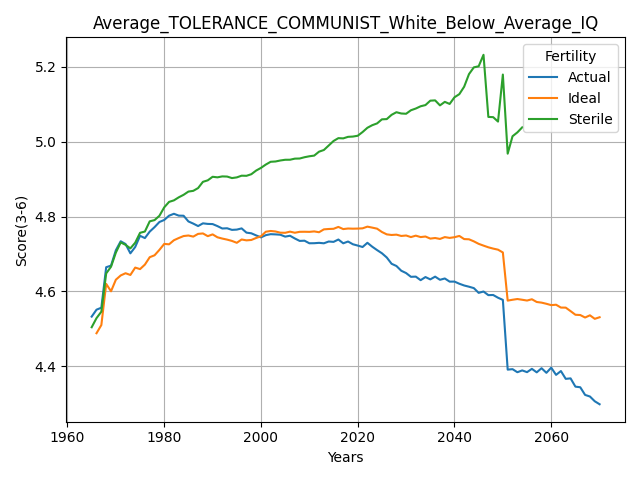 Average_TOLERANCE_COMMUNIST_White_Below_Average_IQ
Fertility
Actual
Ideal
Sterile
Score(3-6)
5.2
5.0
4.8
4.6
4.4
1960
1980
2000
2020
2040
2060
Years